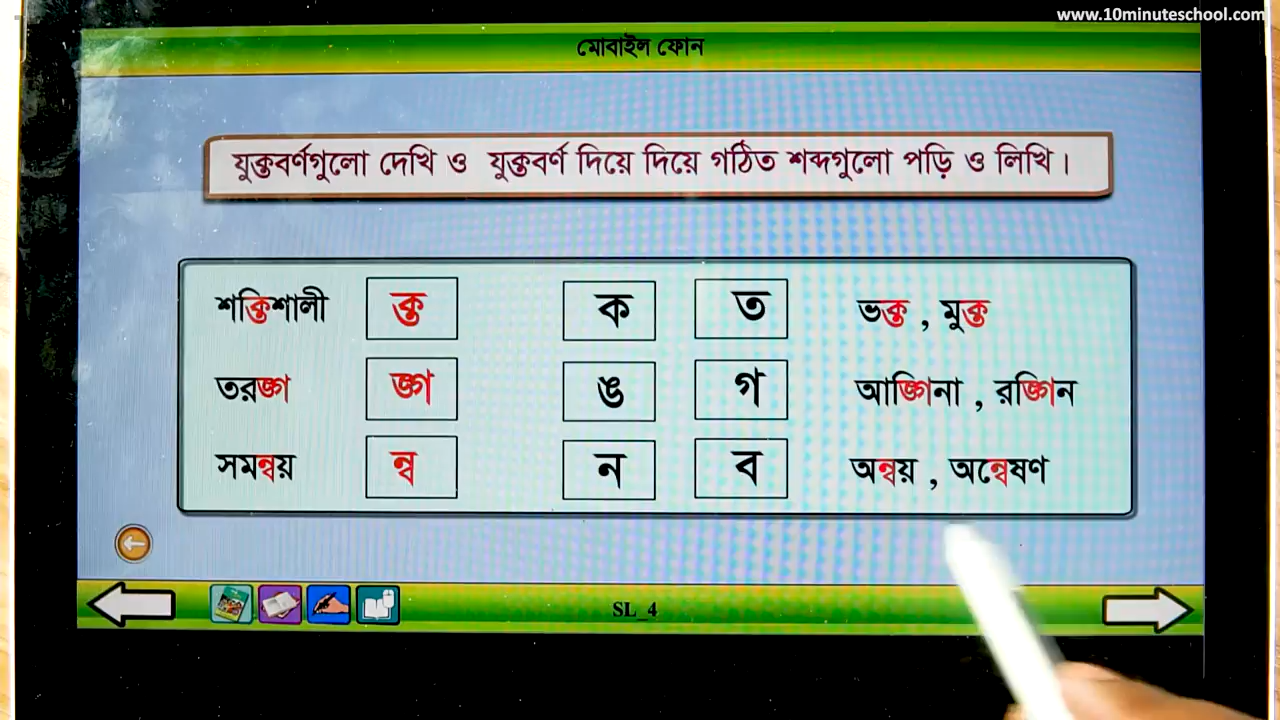 www.10minuteschool.com
মোবাইল ফোন
যুক্তবর্ণগুলো দেখি ও যুক্তবর্ণ দিয়ে দিয়ে গঠিত শব্দগুলো পড়ি ও লিখি।
শক্তিশালী ক্ত ক ত ভক্ত , মুক্ত
তরঙ্গ ঙ্গ ঙ গ আঙ্গিনা , রঙ্গিন
সমন্বয় ন্ব ন ব অন্বয় , অন্বেষণ
SL_4